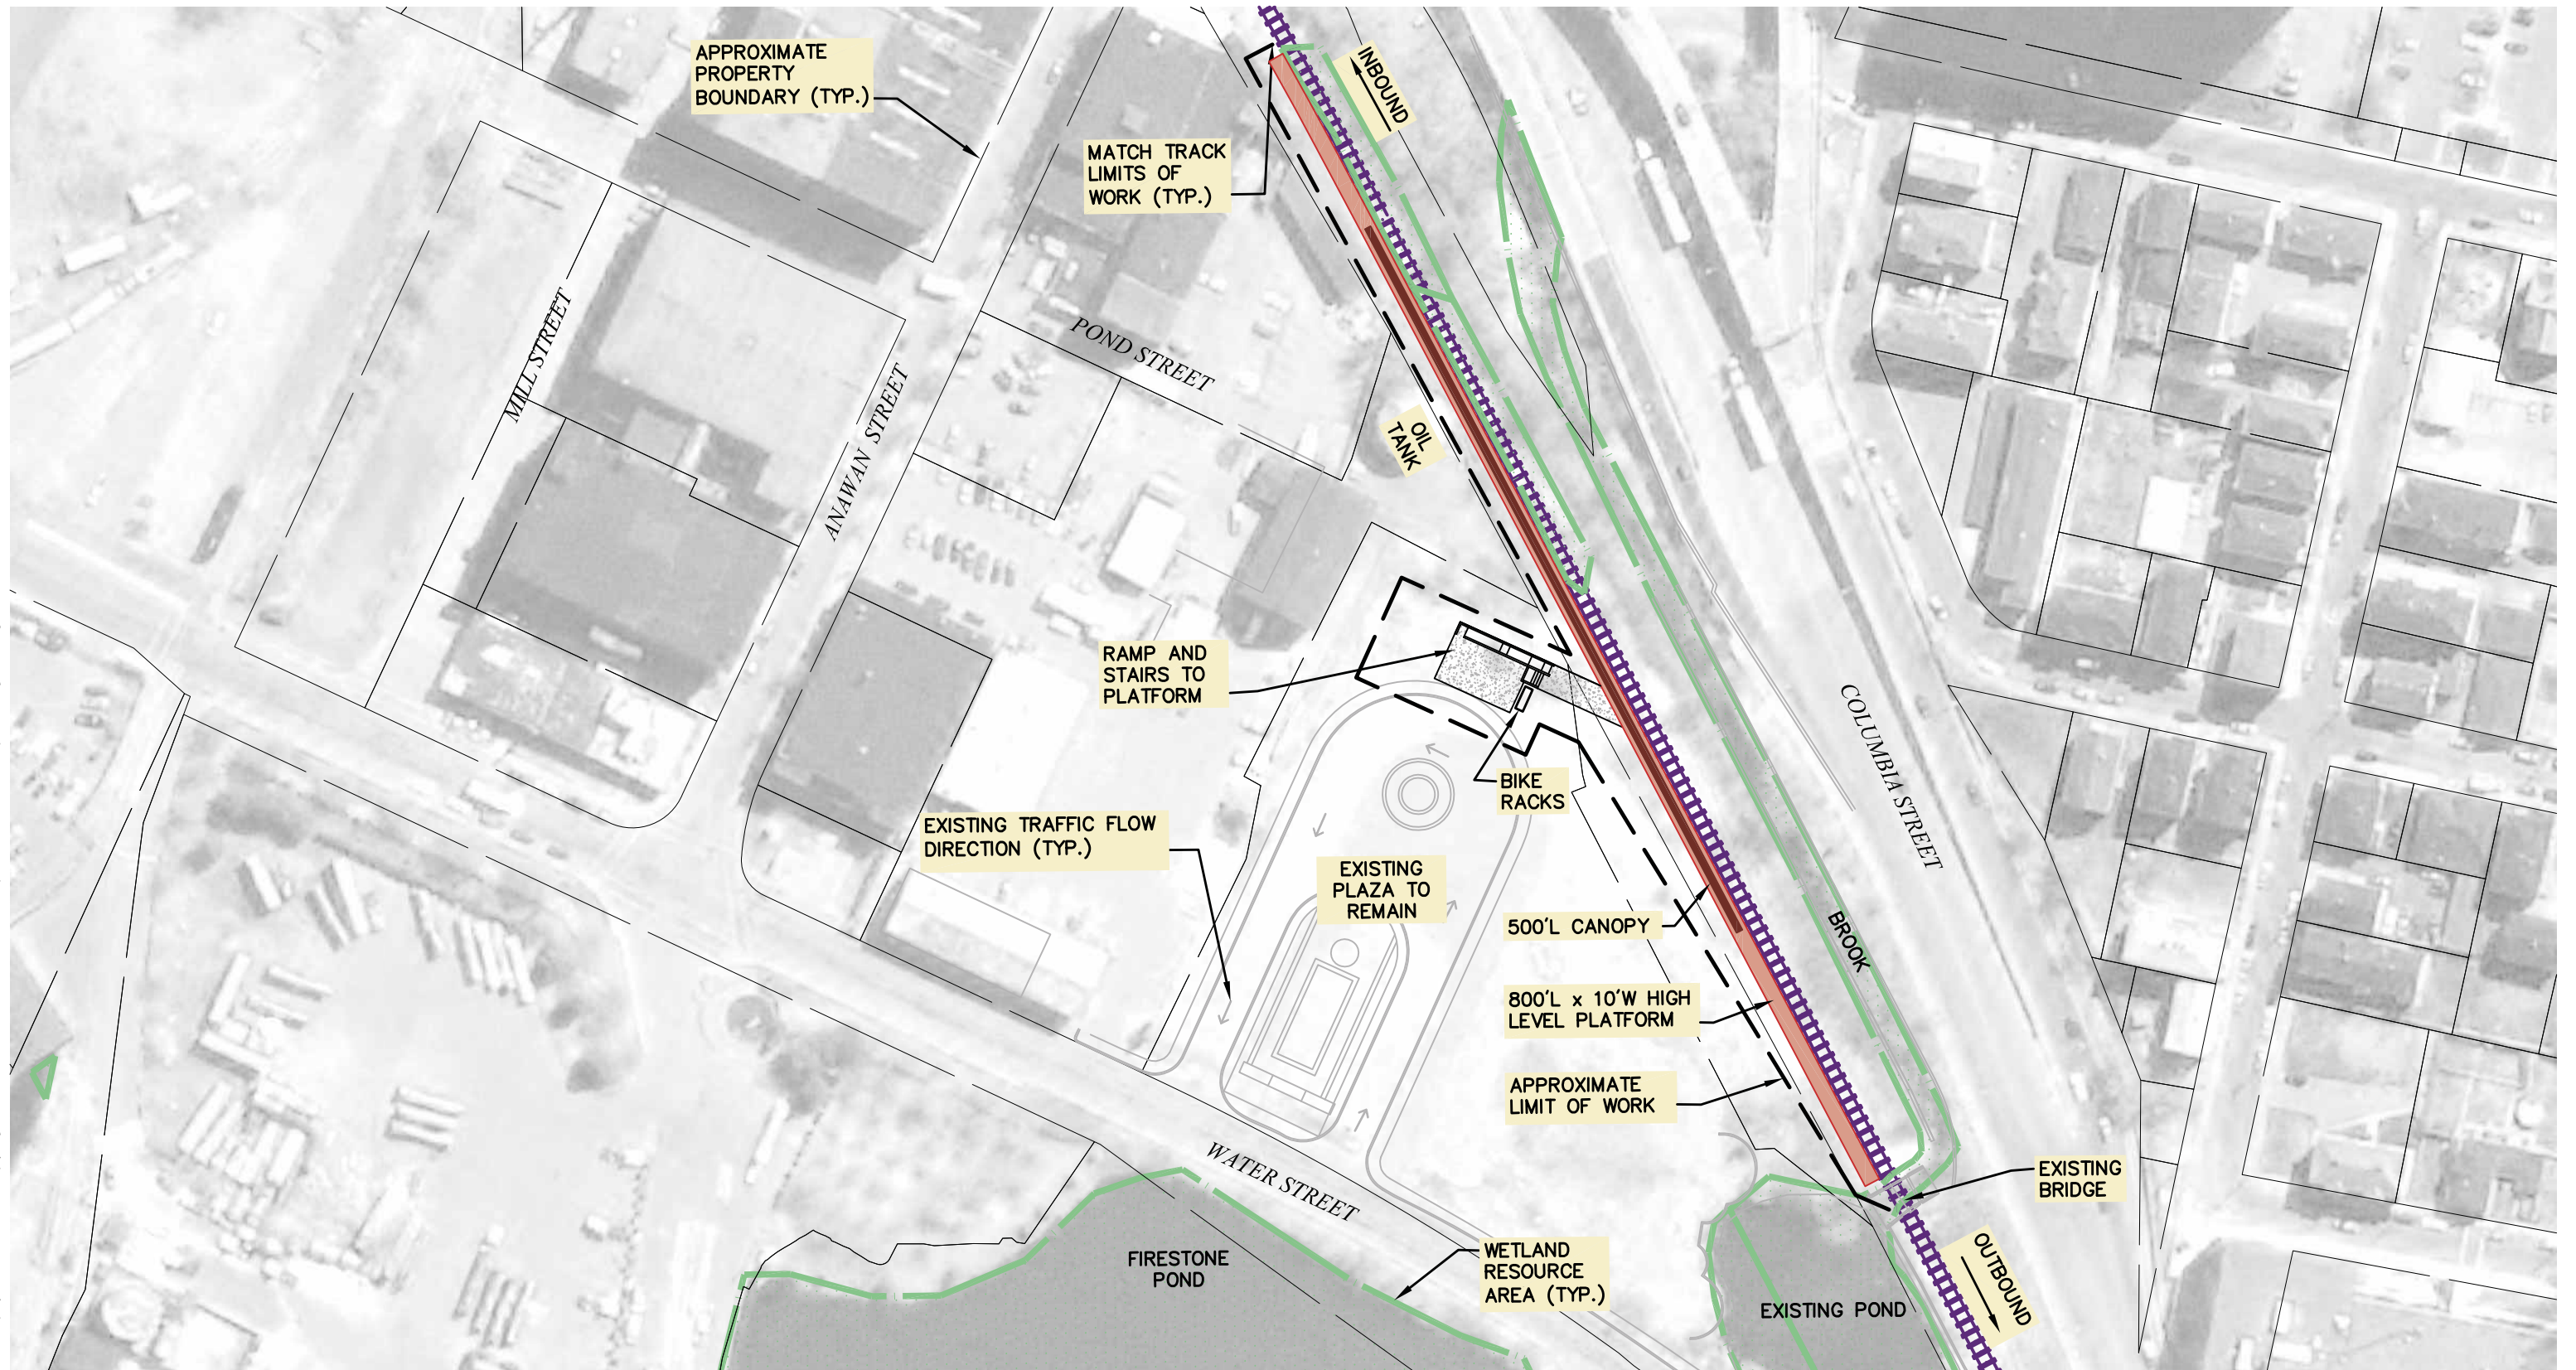 APPROXIMATE
PROPERTY
BOUNDARY (TYP.)
INBOUND
MATCH TRACK
LIMITS OF
WORK (TYP.)
MILL STREET
POND STREET
ANAWAN STREET
OIL
TANK
RAMP AND
STAIRS TO
PLATFORM
COLUMBIA STREET
BIKE
RACKS
EXISTING TRAFFIC FLOW
DIRECTION (TYP.)
EXISTING
PLAZA TO
REMAIN
500'L CANOPY
BROOK
800'L x 10'W HIGH
LEVEL PLATFORM
APPROXIMATE
LIMIT OF WORK
WATER STREET
EXISTING
BRIDGE
FIRESTONE
POND
WETLAND
RESOURCE
AREA (TYP.)
EXISTING POND
OUTBOUND